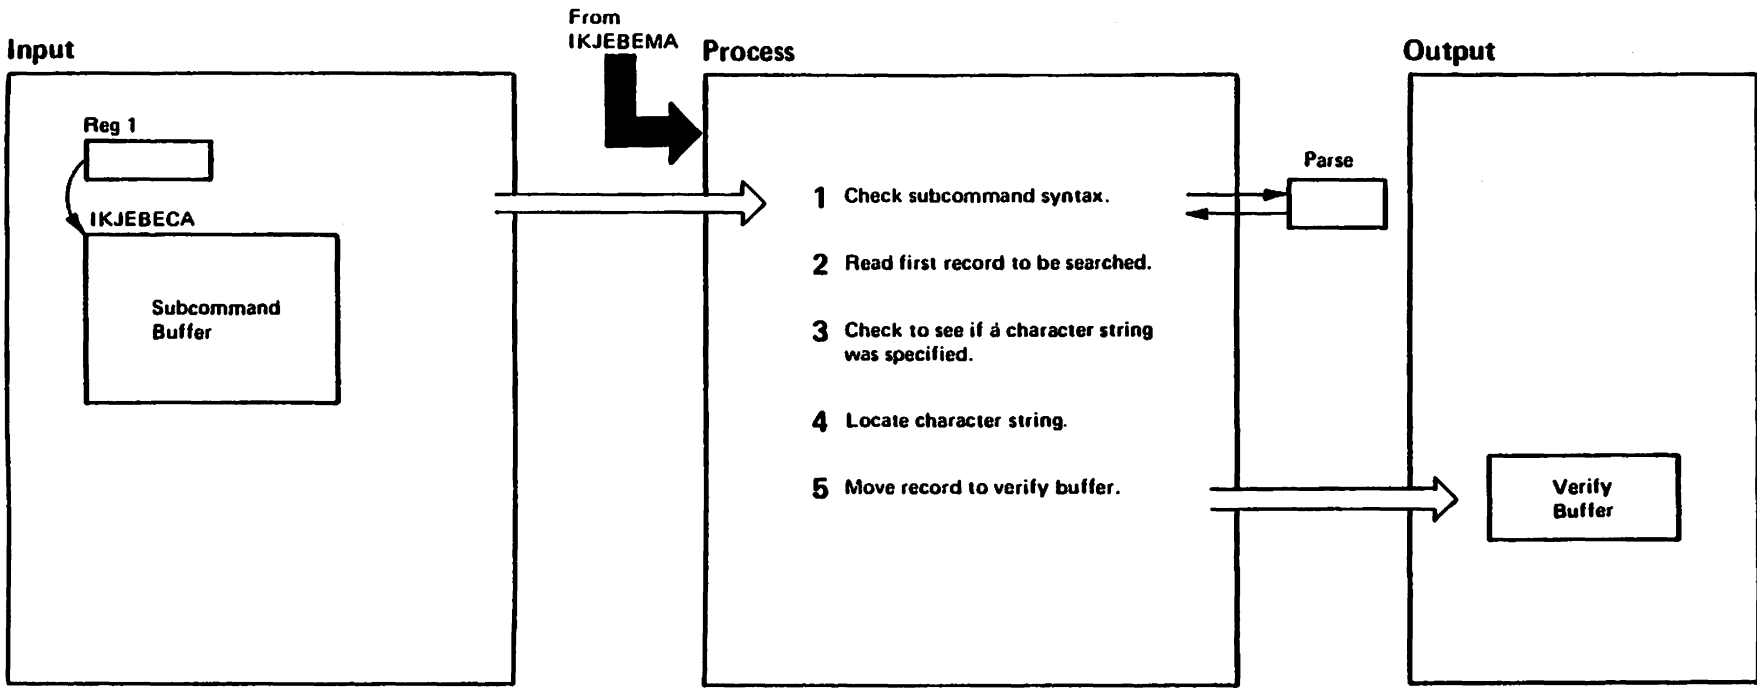 From
IKJEBEMA
Input
Process
Output
Reg 1
IKJEBECA
Subcommand
Buffer
1 Check subcommand syntax.
2 Read first record to be searched.
3 Check to see if a character string
was specified.
4 Locate character string.
5 Move record to verify buffer.
Parse
Verify
Buffer